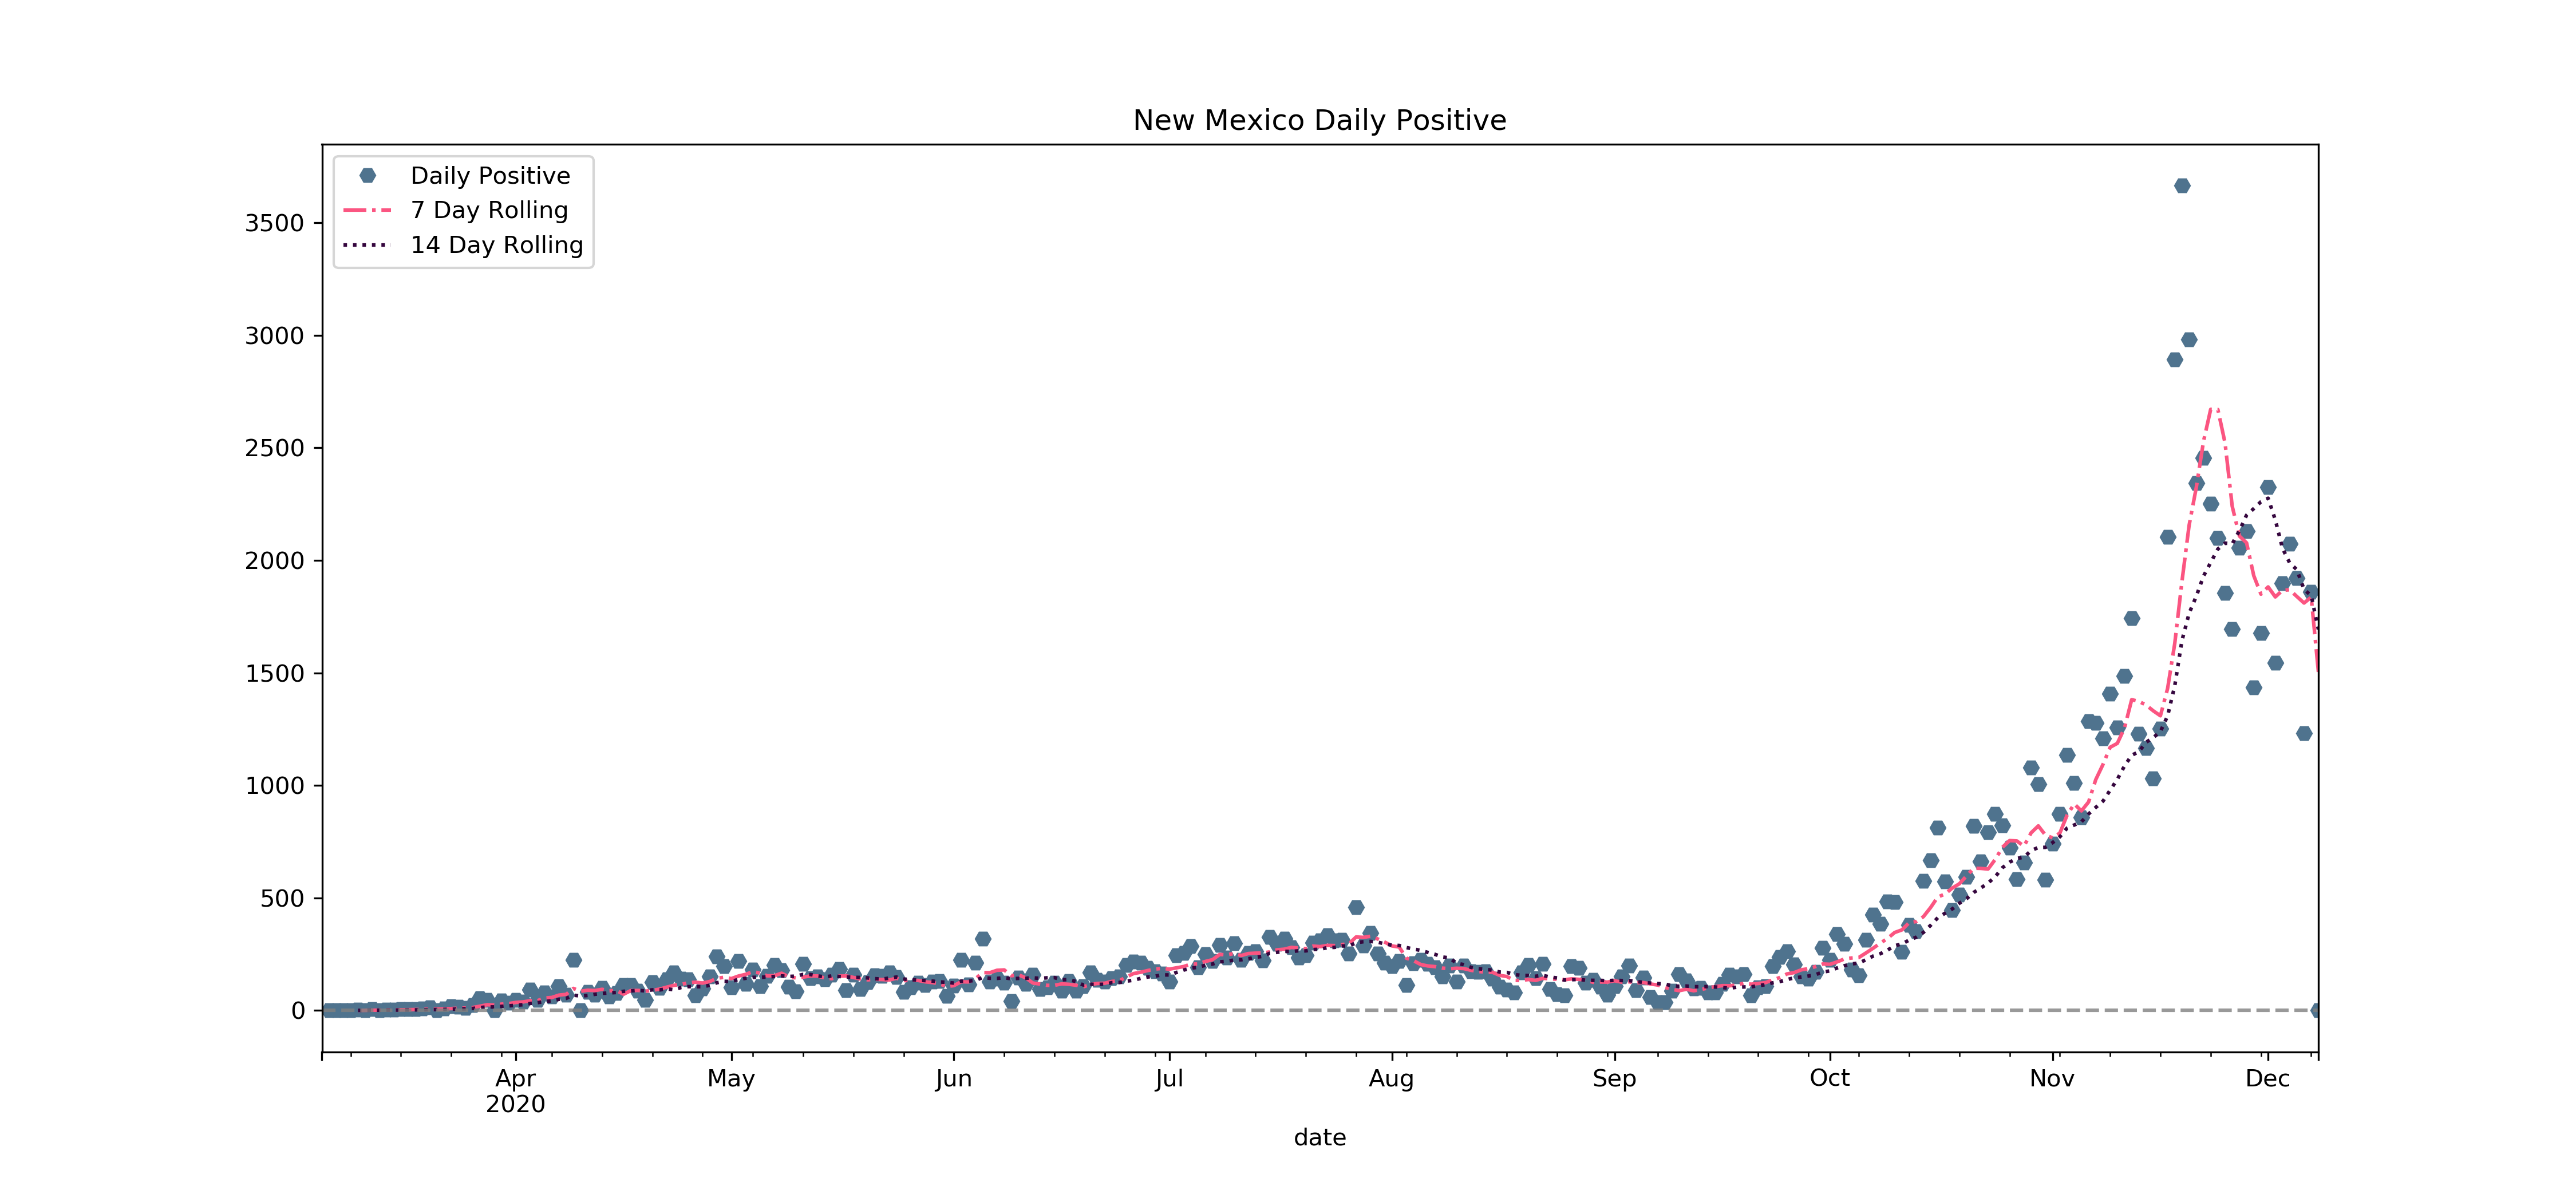 New Mexico Daily Positive
Daily Positive
7 Day Rolling
14 Day Rolling
3500
3000
2500
2000
1500
1000
500
0
Apr May Jun Jul Aug Sep Oct Nov Dec
2020
date